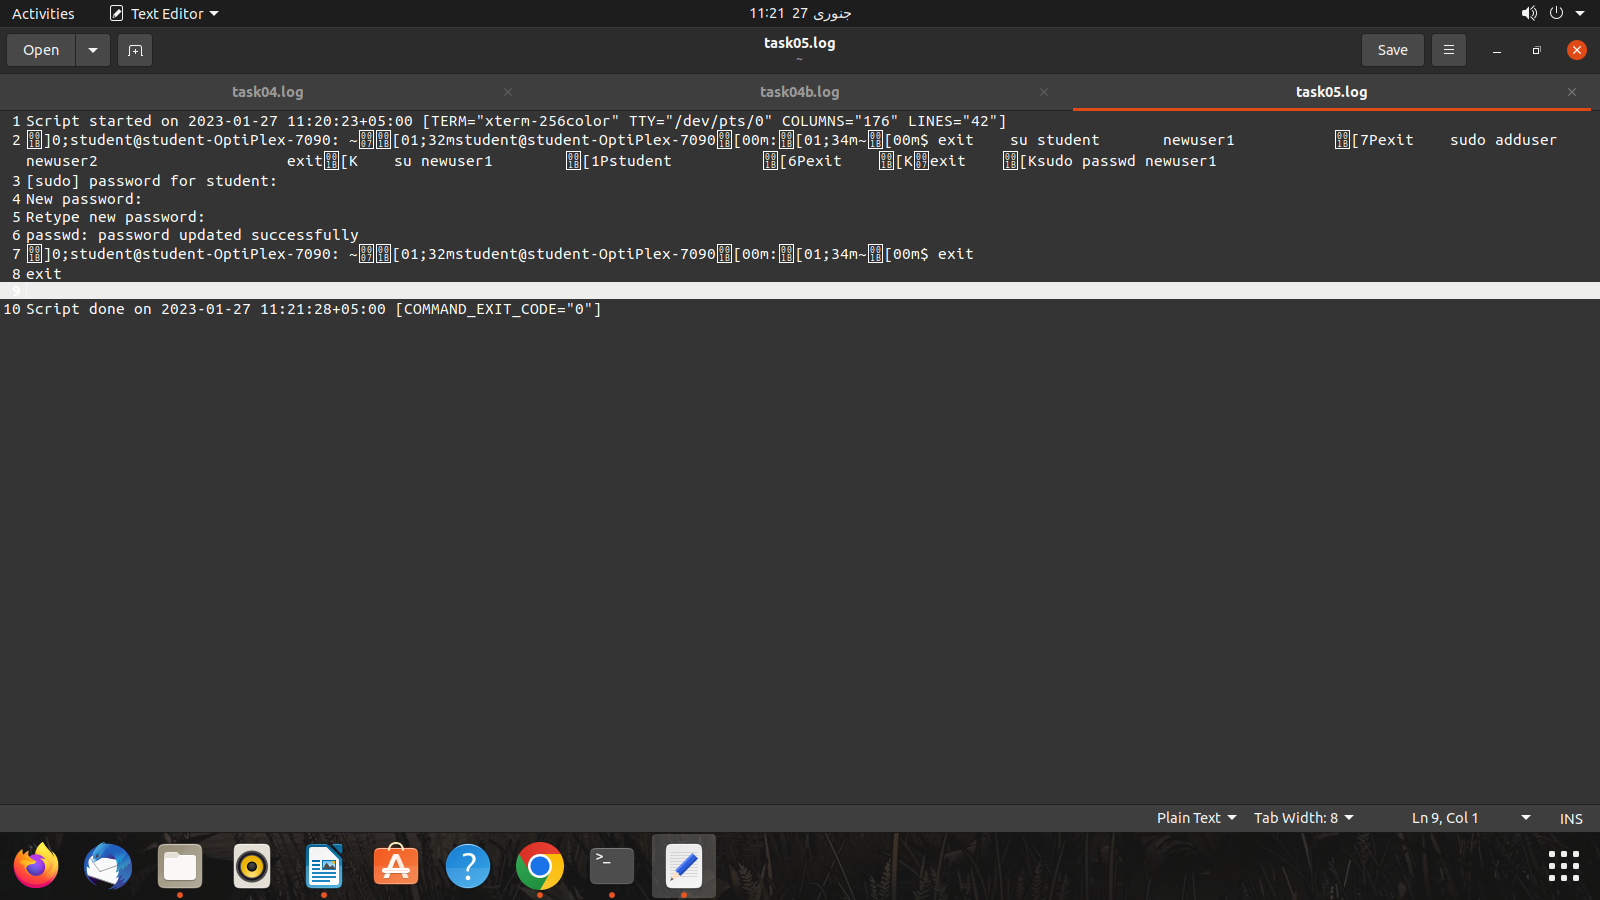 Activities Text Editor 11:21 27 جنوری
Open task05.log Save
~
task04.log task04b.log task05.log
1 Script started on 2023-01-27 11:20:23+05:00 [TERM="xterm-256color" TTY="/dev/pts/0" COLUMNS="176" LINES="42"]
2 ]0;student@student-OptiPlex-7090: ~[01;32mstudent@student-OptiPlex-7090[00m:[01;34m~[00m$ exit su student newuser1 [7Pexit sudo adduser
newuser2 exit[K su newuser1 [1Pstudent [6Pexit [Kexit [Ksudo passwd newuser1
3 [sudo] password for student:
4 New password:
5 Retype new password:
6 passwd: password updated successfully
7 ]0;student@student-OptiPlex-7090: ~[01;32mstudent@student-OptiPlex-7090[00m:[01;34m~[00m$ exit
8 exit
9
10 Script done on 2023-01-27 11:21:28+05:00 [COMMAND_EXIT_CODE="0"]
Plain Text Tab Width: 8 Ln 9, Col 1 INS